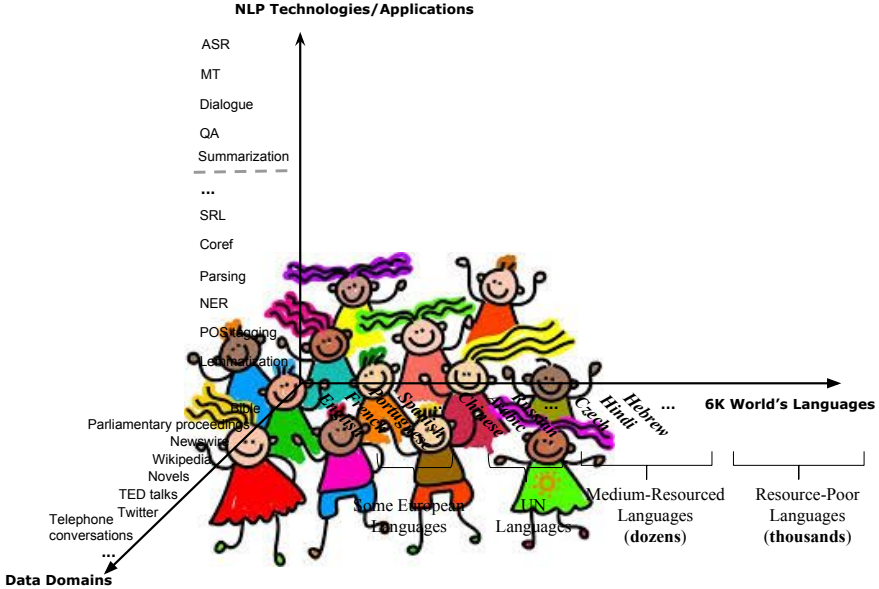 NLP Technologies/Applications
ASR
MT
Dialogue
QA
Summarization
...
SRL
Coref
Parsing
NER
POS tagging
Lemmatization
Bible
Parliamentary proceedings
Newswire
Wikipedia
Novels
TED talks
Twitter
Telephone
conversations
...
Data Domains
English
French
Portuguese
Spanish
...
Chinese
Arabic
Russian
...
Czech
Hindi
Hebrew
...
6K World's Languages
Some European
Languages
UN
Languages
Medium-Resourced
Languages
(dozens)
Resource-Poor
Languages
(thousands)